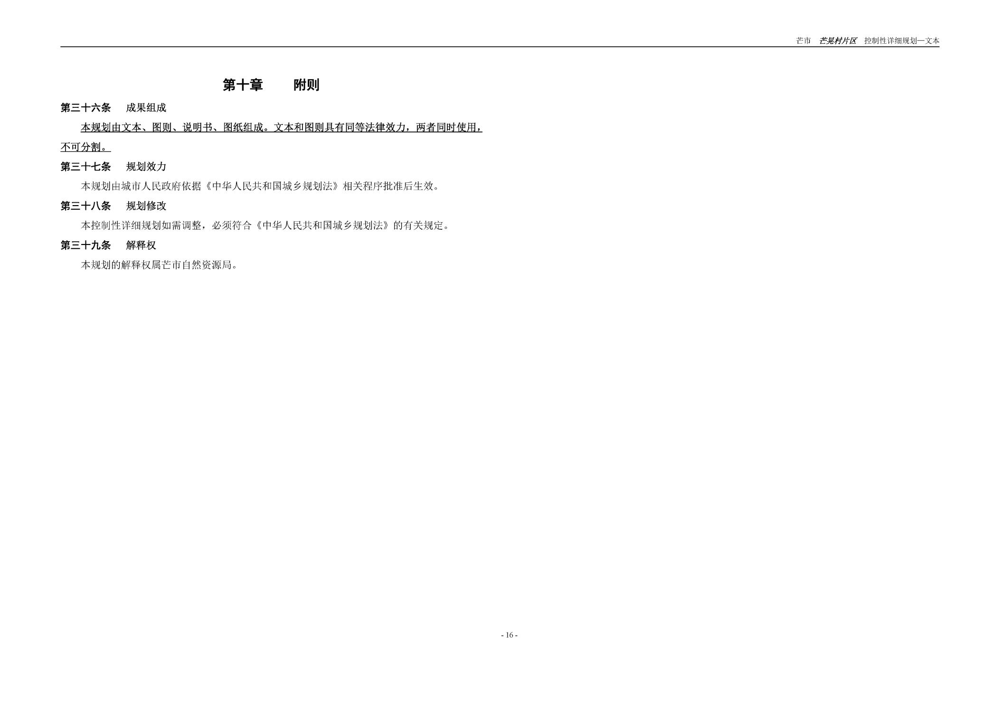 芒市 芒晃村片区 控制性详细规划—文本
第十章 附则
第三十六条 成果组成
本规划由文本、图则、说明书、图纸组成。文本和图则具有同等法律效力，两者同时使用，
不可分割。
第三十七条 规划效力
本规划由城市人民政府依据《中华人民共和国城乡规划法》相关程序批准后生效。
第三十八条 规划修改
本控制性详细规划如需调整，必须符合《中华人民共和国城乡规划法》的有关规定。
第三十九条 解释权
本规划的解释权属芒市自然资源局。
- 16 -